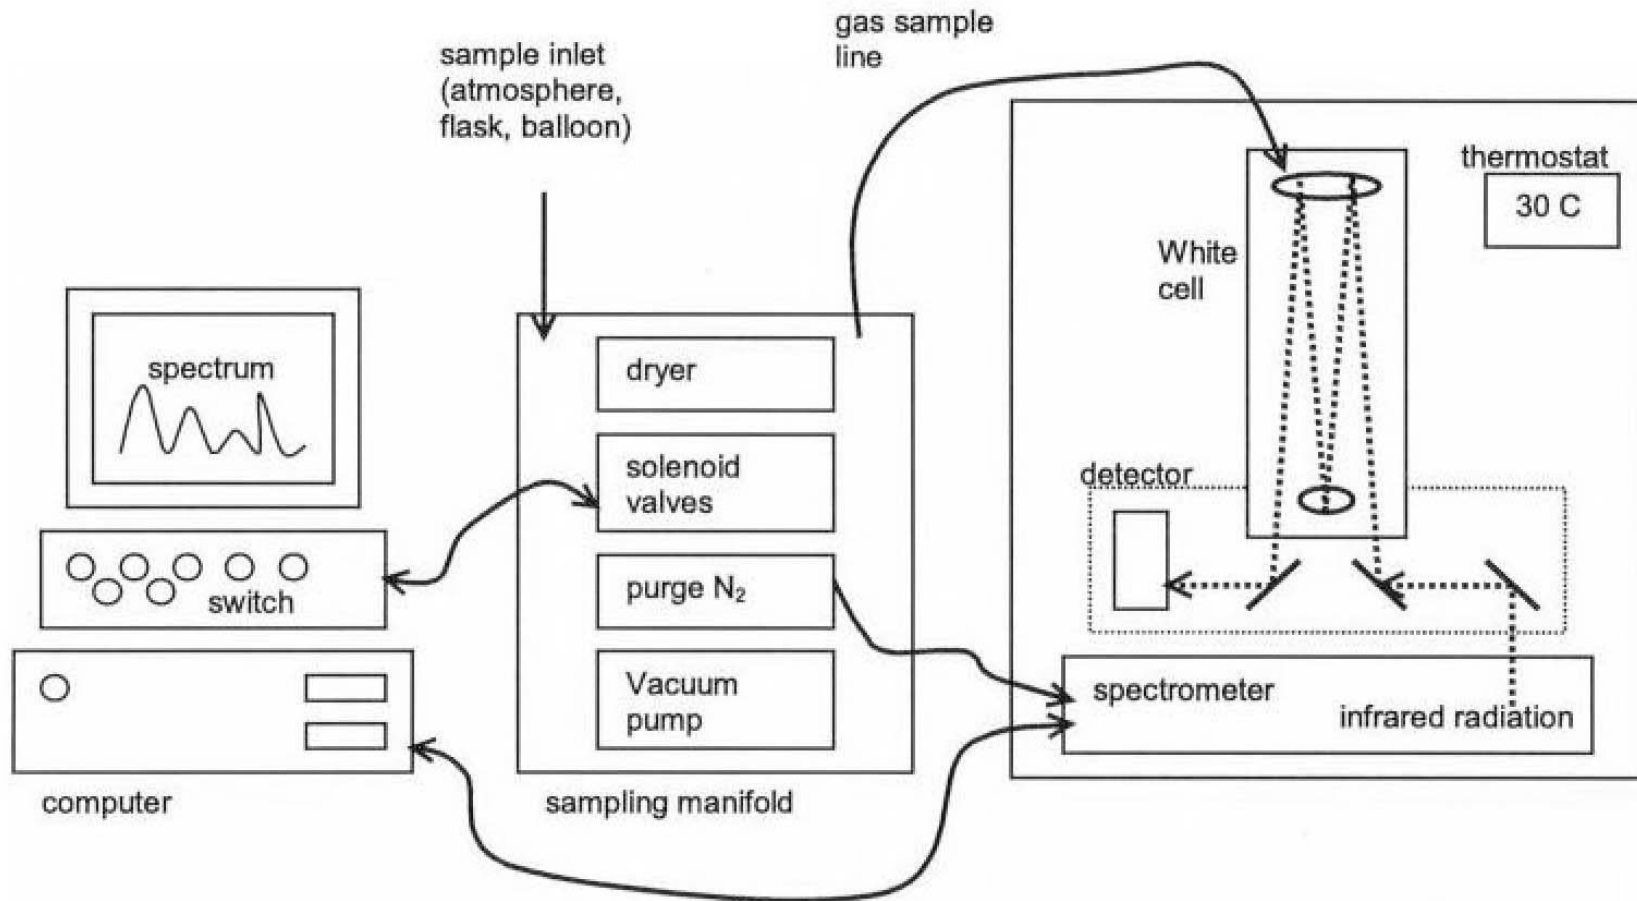 gas sample
line
sample inlet
(atmosphere,
flask, balloon)
thermostat
30 C
White
cell
spectrum
dryer
solenoid
valves
detector
switch
purge N₂
Vacuum
pump
spectrometer
infrared radiation
computer
sampling manifold